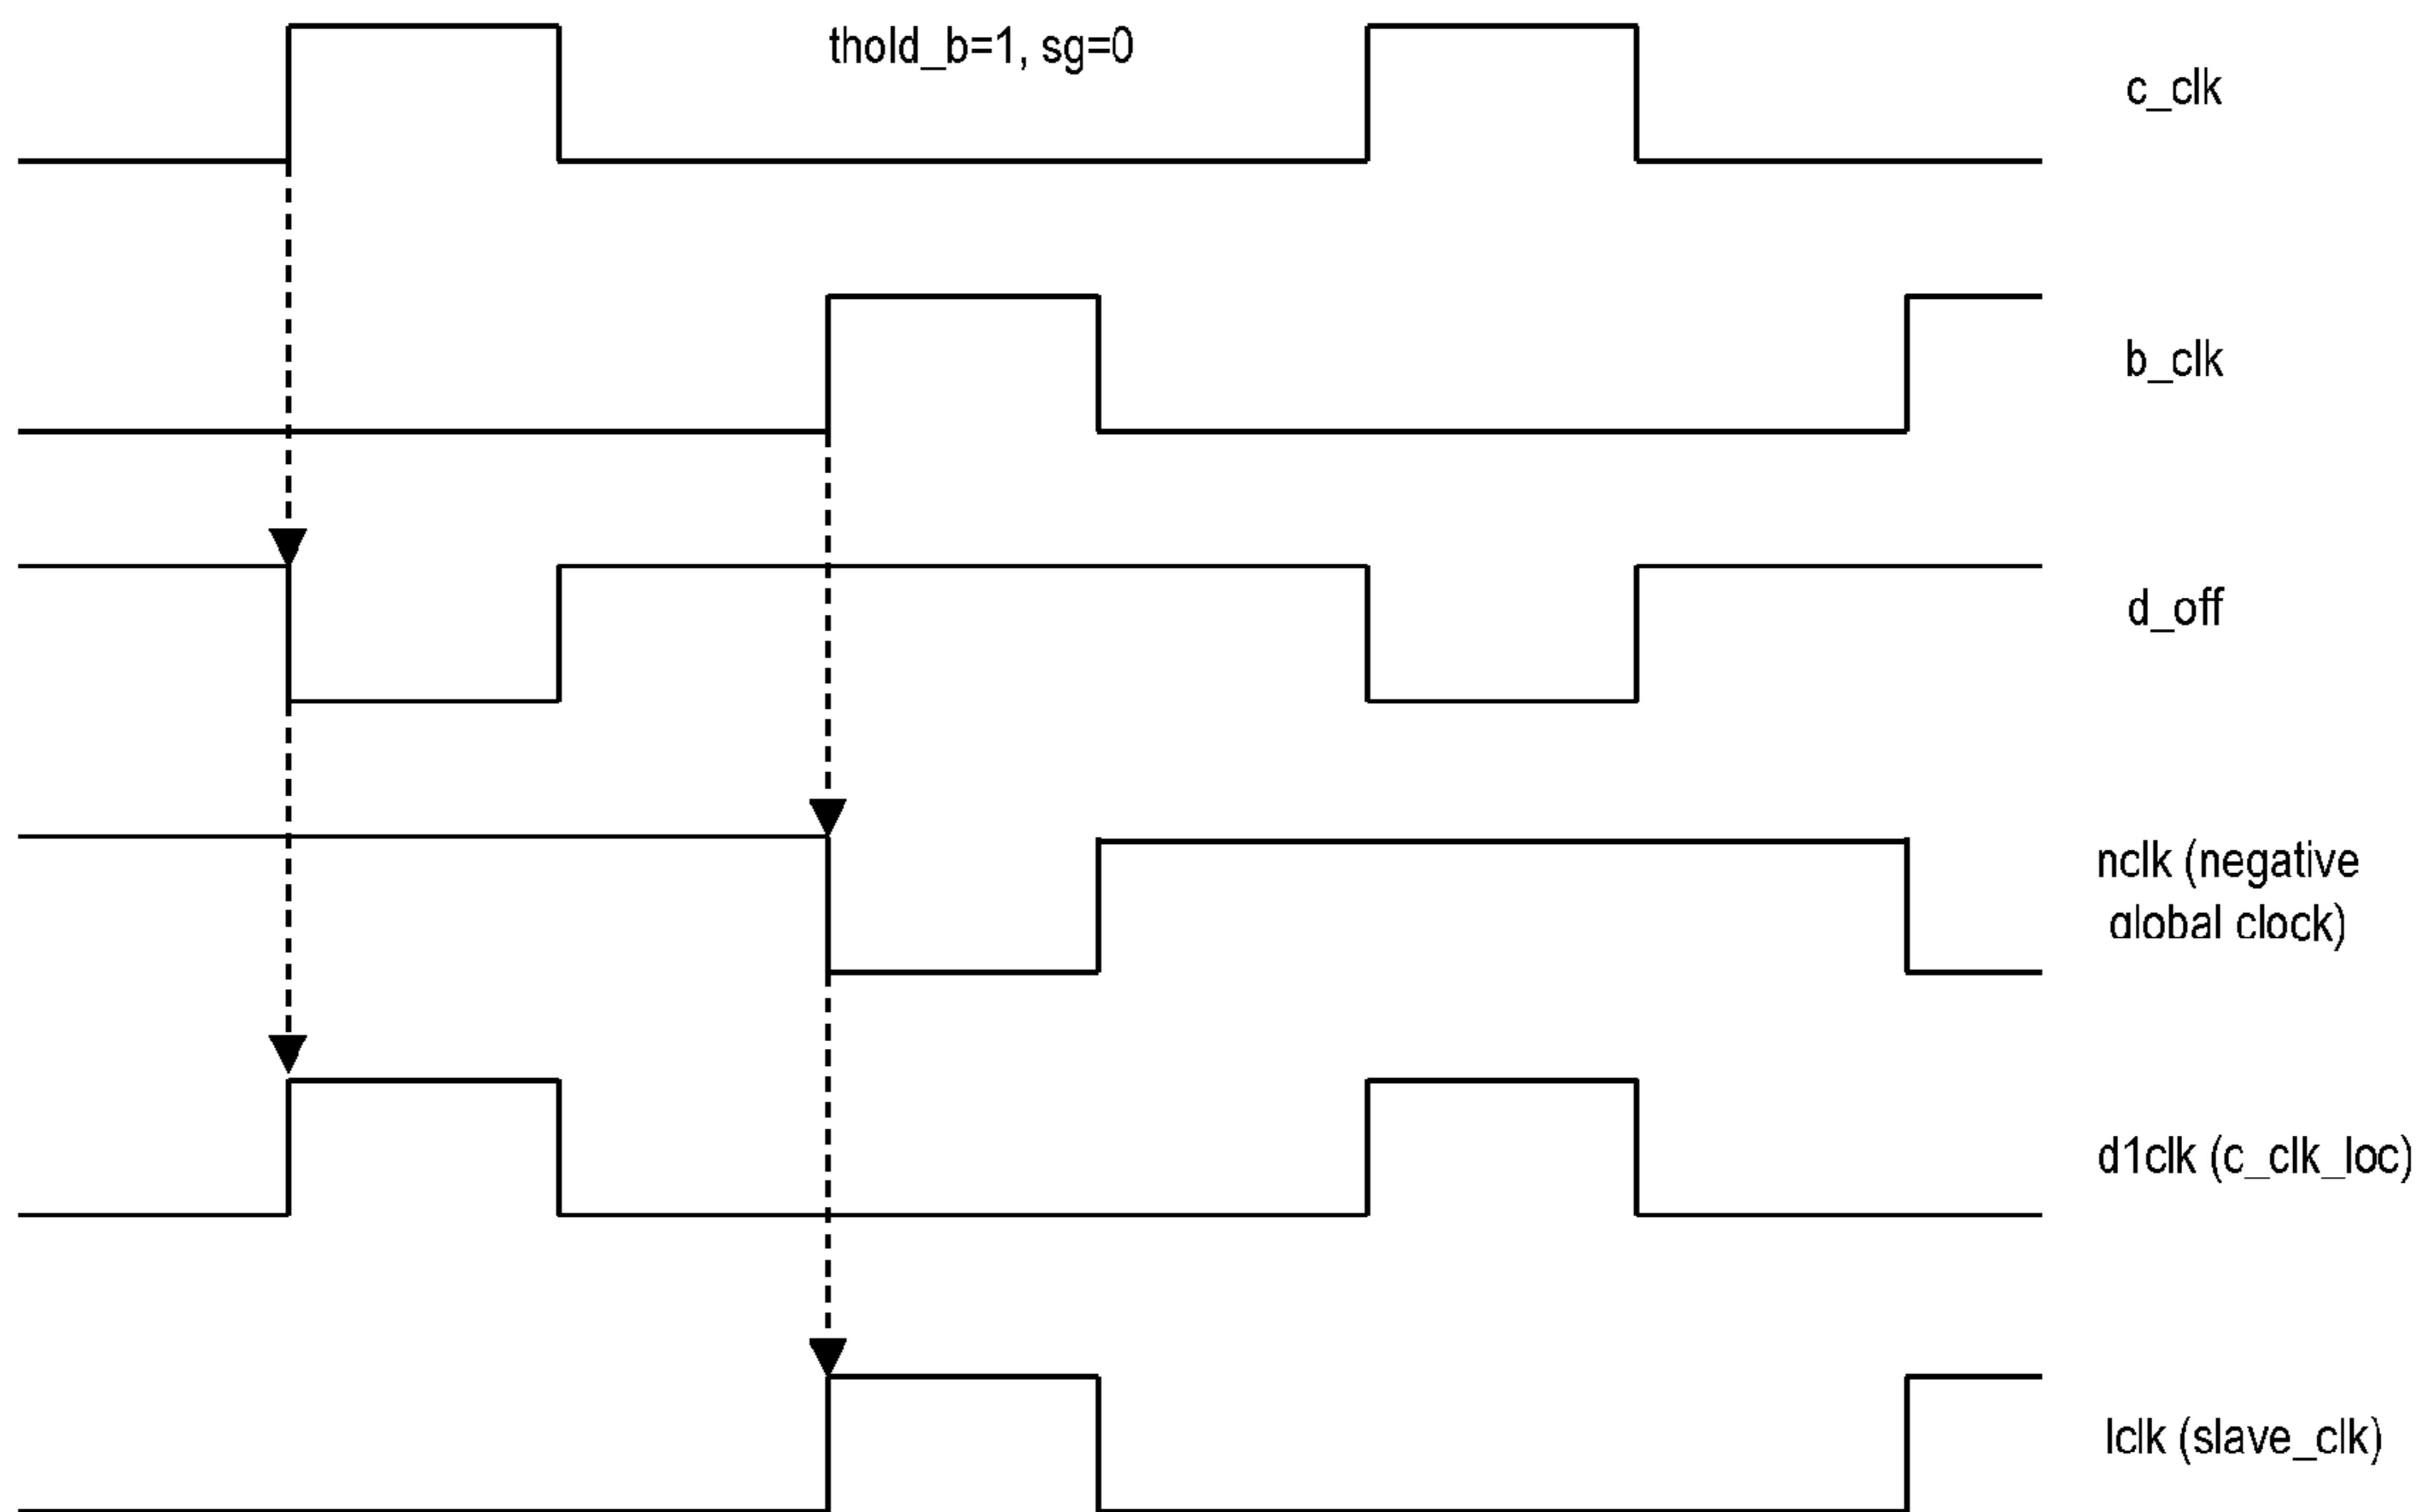 thold_b=1, sg=0
c_clk
b_clk
d_off
nclk (negative
global clock)
d1clk (c_clk_loc)
lclk (slave_clk)